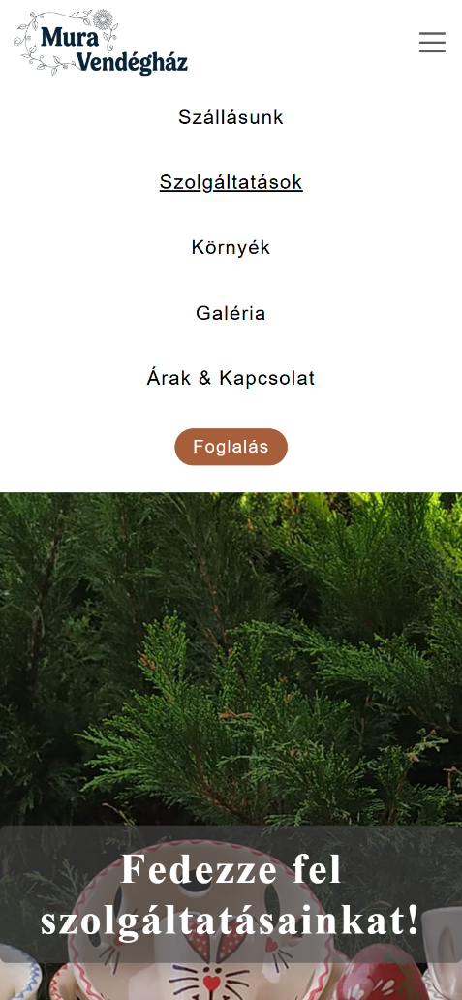 Mura
Vendégház
Szállásunk
Szolgáltatások
Környék
Galéria
Árak & Kapcsolat
Foglalás
Fedezze fel
szolgáltatásainkat!